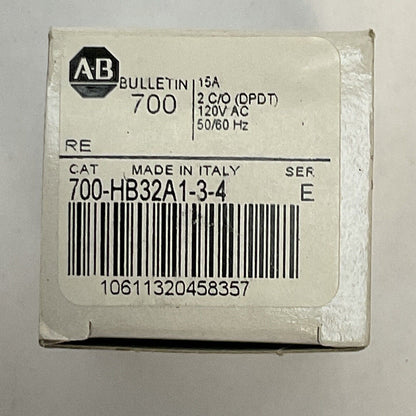 A-B
BULLETIN
700
15A
2 C/O (DPDT)
120V AC
50/60 Hz
RE
CAT MADE IN ITALY SER
700-HB32A1-3-4 E
10611320458357